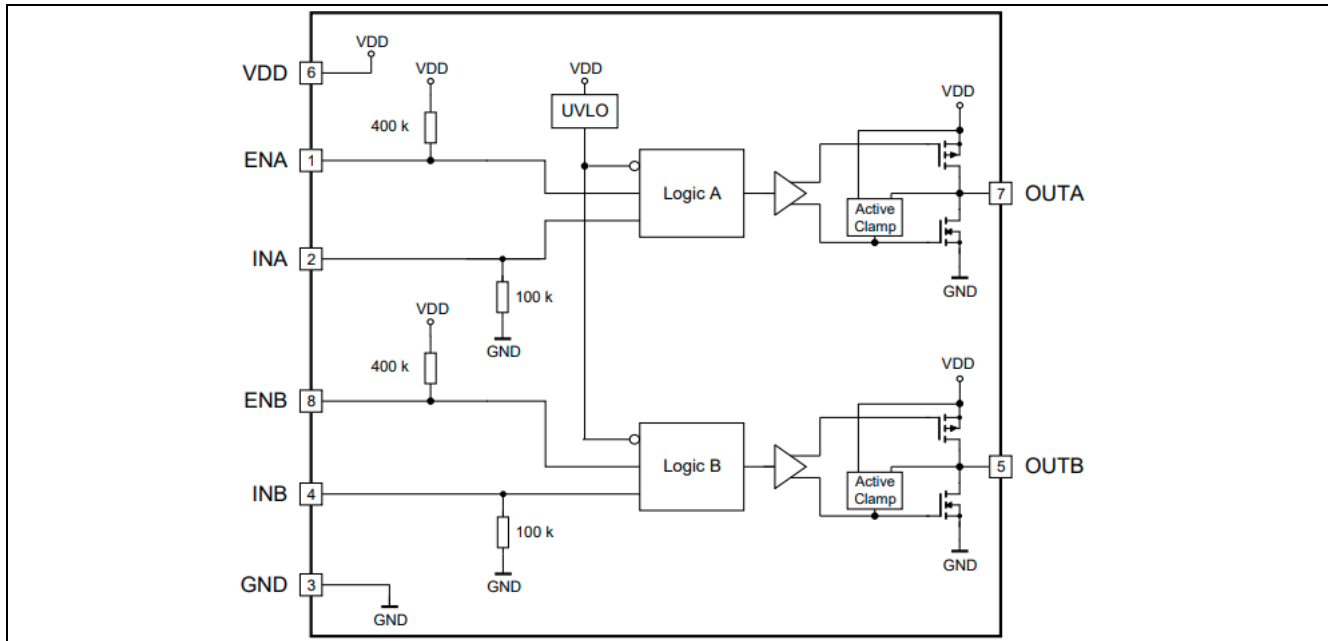 VDD
6
VDD
VDD
400 k
VDD
UVLO
VDD
ENA
1
Logic A
Active
Clamp
7
OUTA
INA
2
100 k
GND
GND
VDD
400 k
VDD
ENB
8
Logic B
Active
Clamp
5
OUTB
INB
4
100 k
GND
GND
GND
3
GND